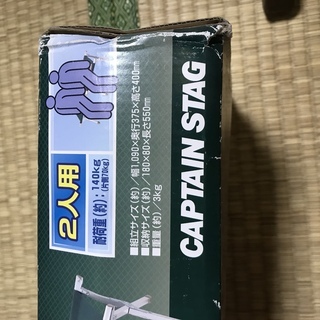 2人用
耐荷重(約):140kg
(片側70kg)
■組立サイズ(約)/幅1,090×奥行375×高さ400mm
■収納サイズ(約)/180×80×長さ550mm
■重量(約)/3kg
CAPTAIN STAG